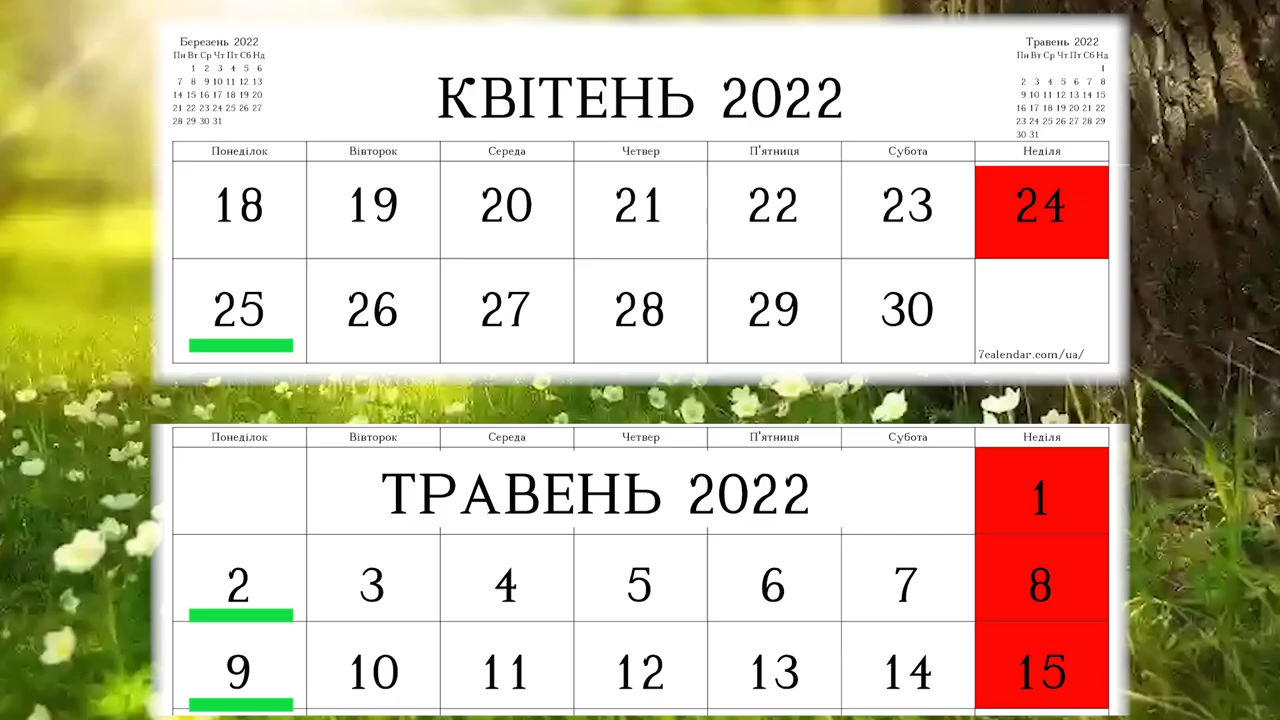 Березень 2022
Пн Вт Ср Чт Пт Сб Нд
1 2 3 4 5 6
7 8 9 10 11 12 13
14 15 16 17 18 19 20
21 22 23 24 25 26 27
28 29 30 31
КВІТЕНЬ 2022
Травень 2022
Пн Вт Ср Чт Пт Сб Нд
1
2 3 4 5 6 7 8
9 10 11 12 13 14 15
16 17 18 19 20 21 22
23 24 25 26 27 28 29
30 31
Понеділок Вівторок Середа Четвер П'ятниця Субота Неділя
18 19 20 21 22 23 24
25 26 27 28 29 30
7calendar.com/ua/
Понеділок Вівторок Середа Четвер П'ятниця Субота Неділя
ТРАВЕНЬ 2022 1
2 3 4 5 6 7 8
9 10 11 12 13 14 15